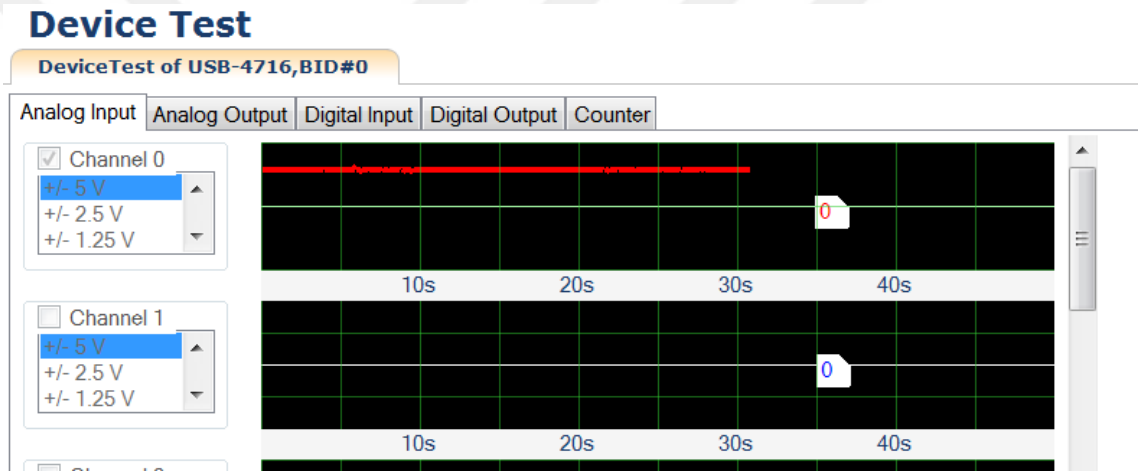 Device Test
DeviceTest of USB-4716,BID#0
Analog Input Analog Output Digital Input Digital Output Counter
Channel 0
+/- 5 V
+/- 2.5 V
+/- 1.25 V
0
10s 20s 30s 40s
Channel 1
+/- 5 V
+/- 2.5 V
+/- 1.25 V
0
10s 20s 30s 40s